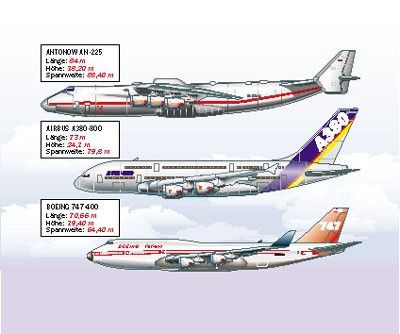 ANTONOW AN-225
Länge: 84 m
Höhe: 18,20 m
Spannweite: 88,40 m
AIRBUS A380-800
Länge: 73 m
Höhe: 24,1 m
Spannweite: 79,8 m
A380
BOEING 747 400
Länge: 70,66 m
Höhe: 19,40 m
Spannweite: 64,40 m
BOEING
747